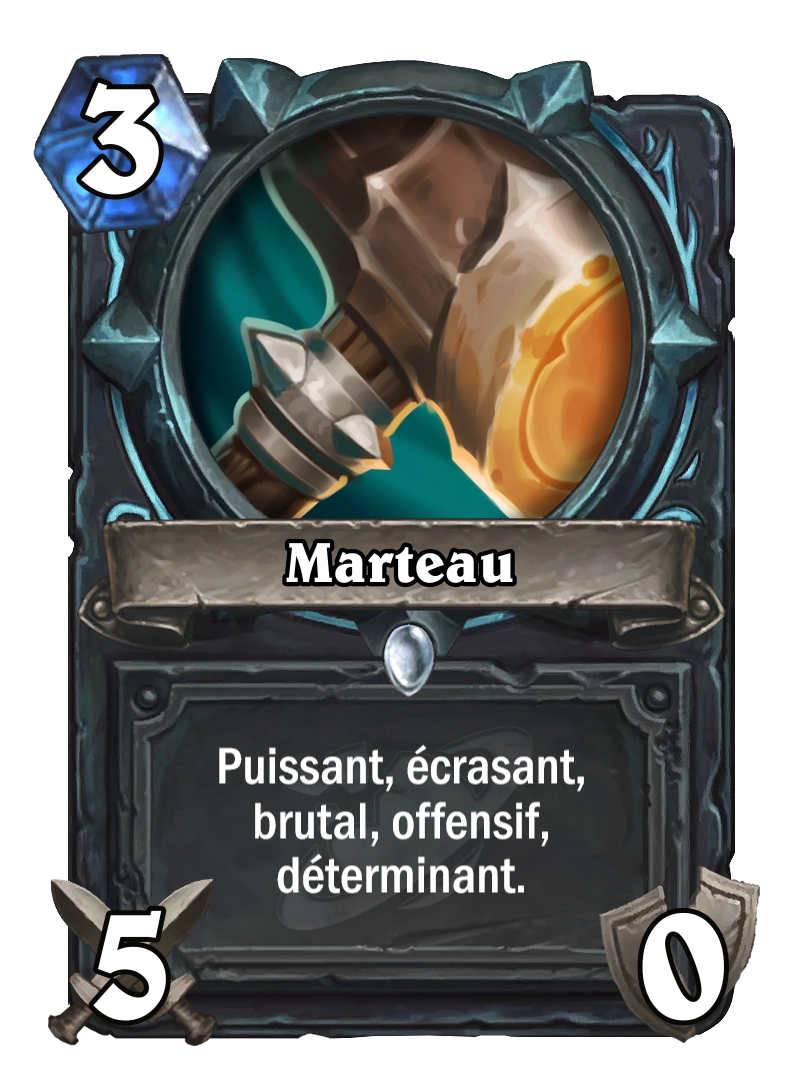 3
Marteau
Puissant, écrasant,
brutal, offensif,
déterminant.
5
0